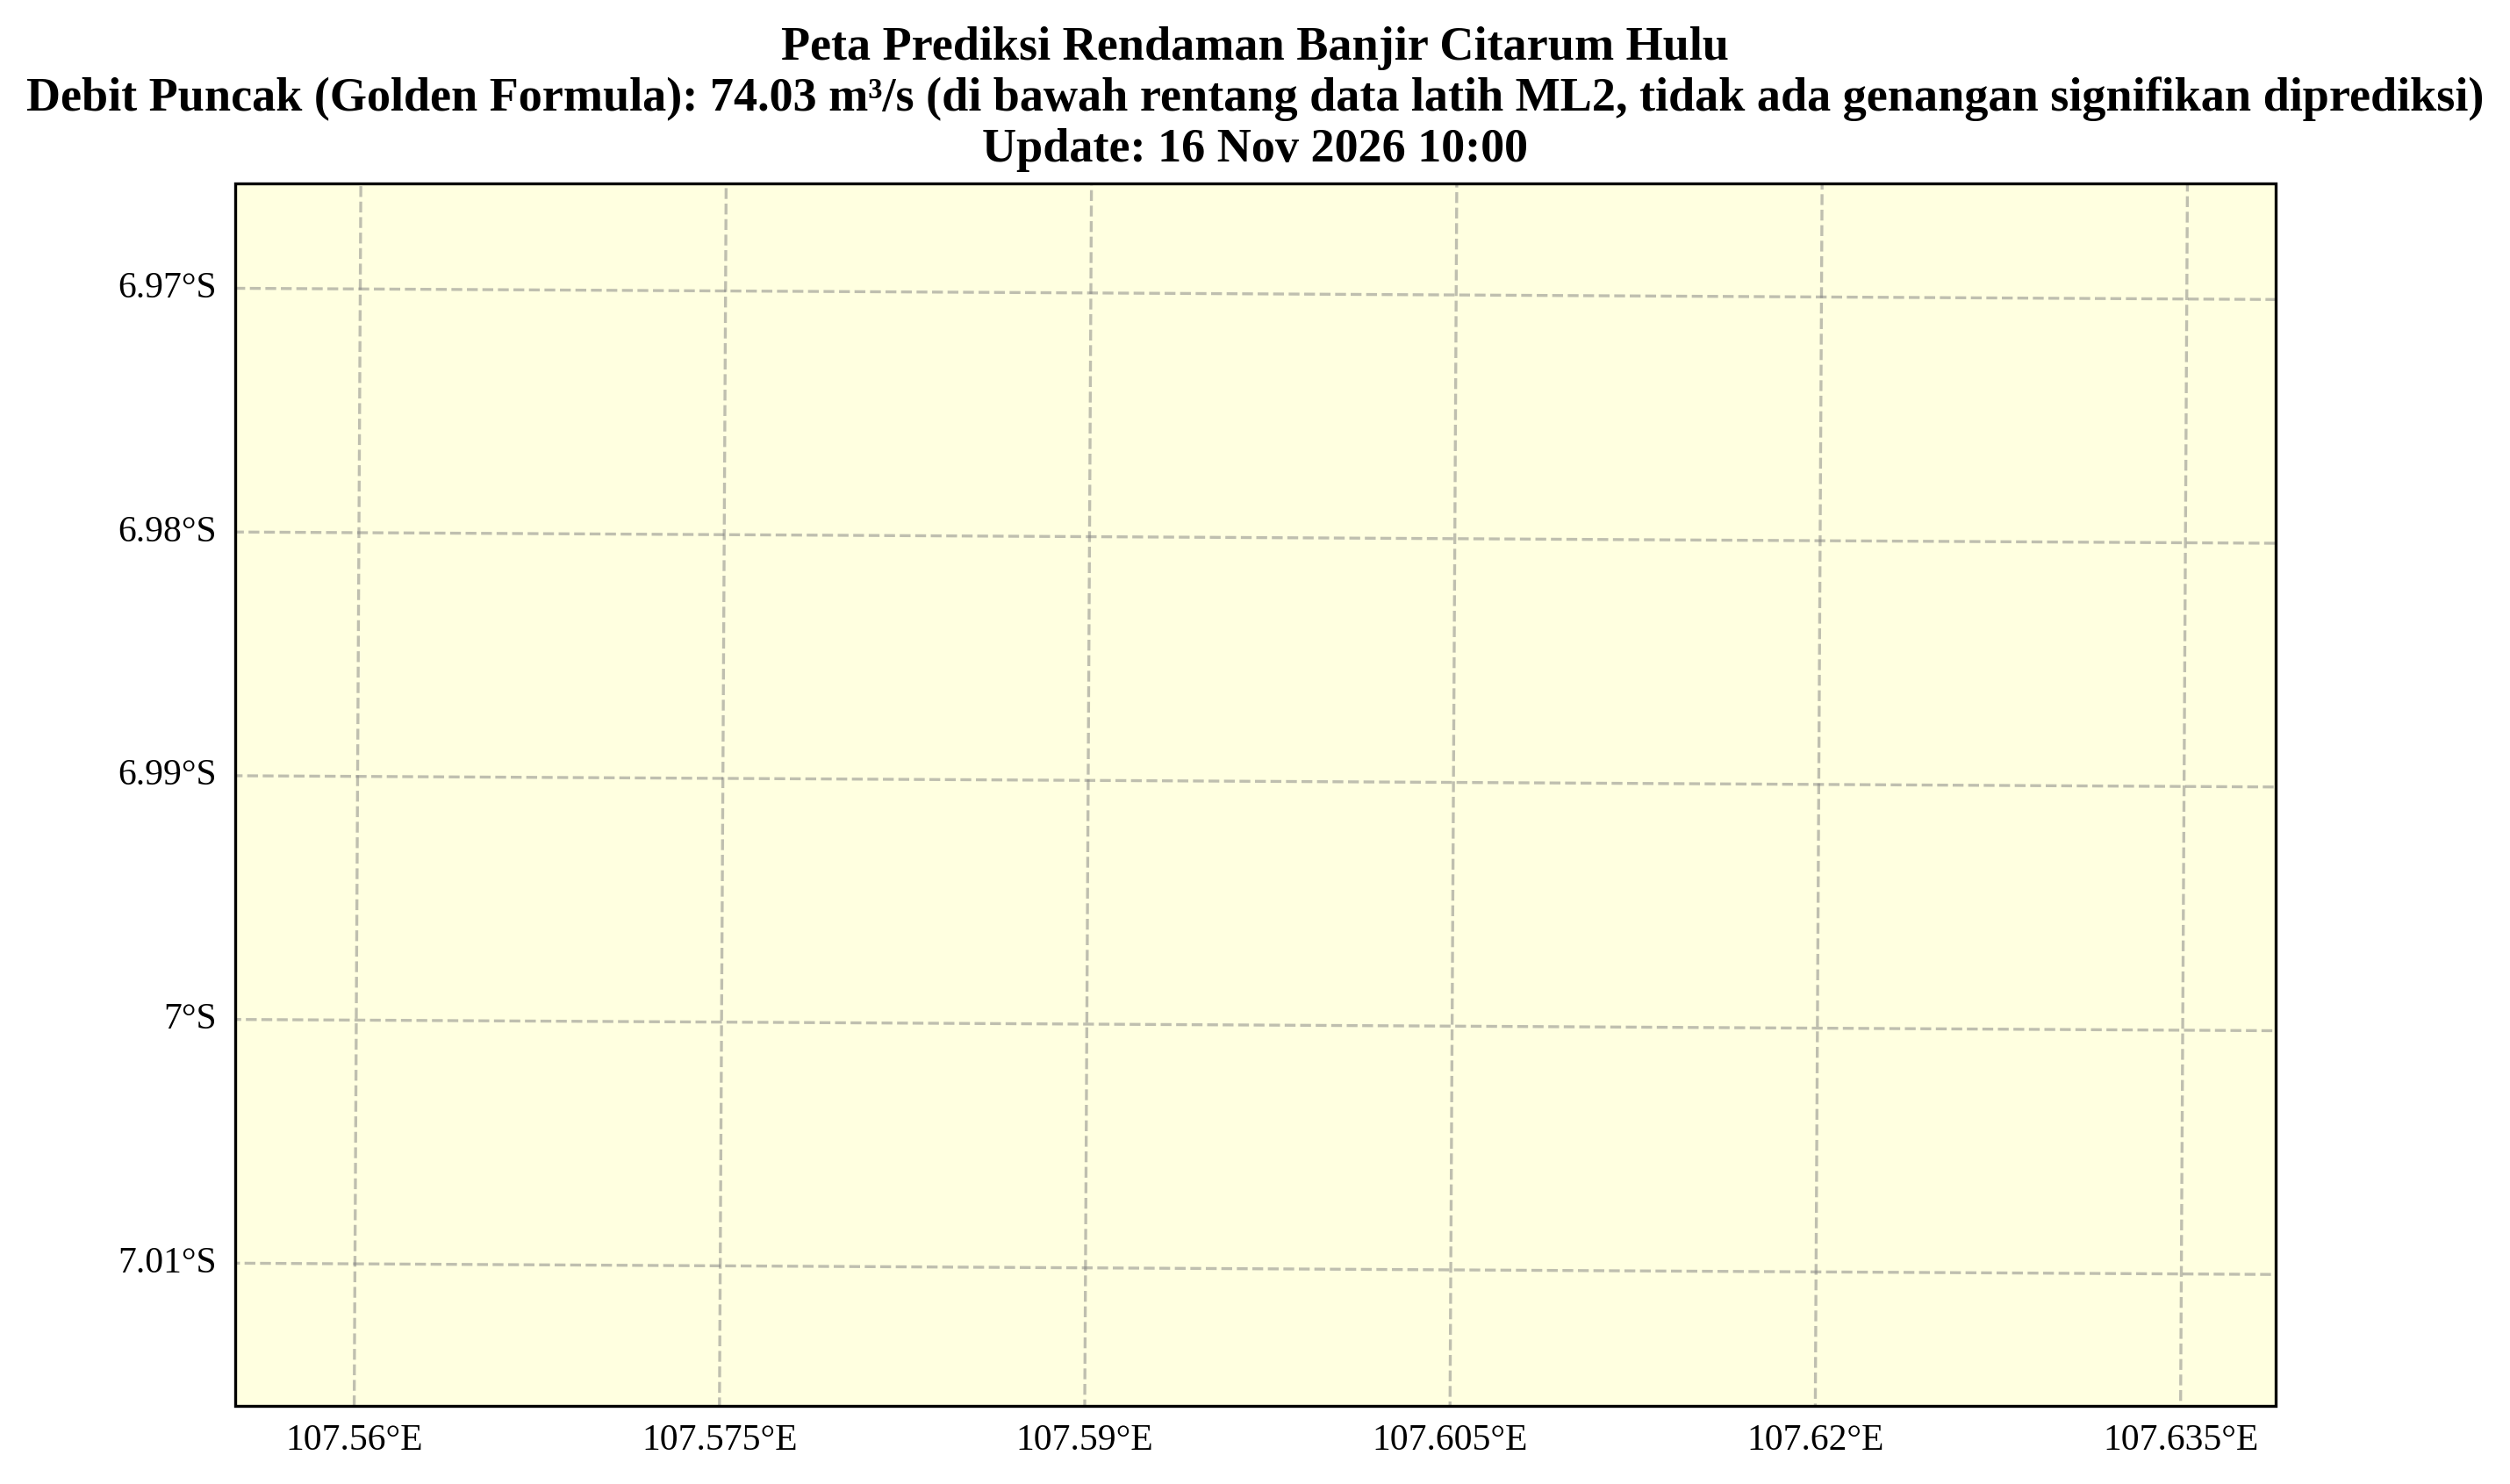 Peta Prediksi Rendaman Banjir Citarum Hulu
Debit Puncak (Golden Formula): 74.03 m³/s (di bawah rentang data latih ML2, tidak ada genangan signifikan diprediksi)
Update: 16 Nov 2026 10:00
6.97°S
6.98°S
6.99°S
7°S
7.01°S
107.56°E 107.575°E 107.59°E 107.605°E 107.62°E 107.635°E